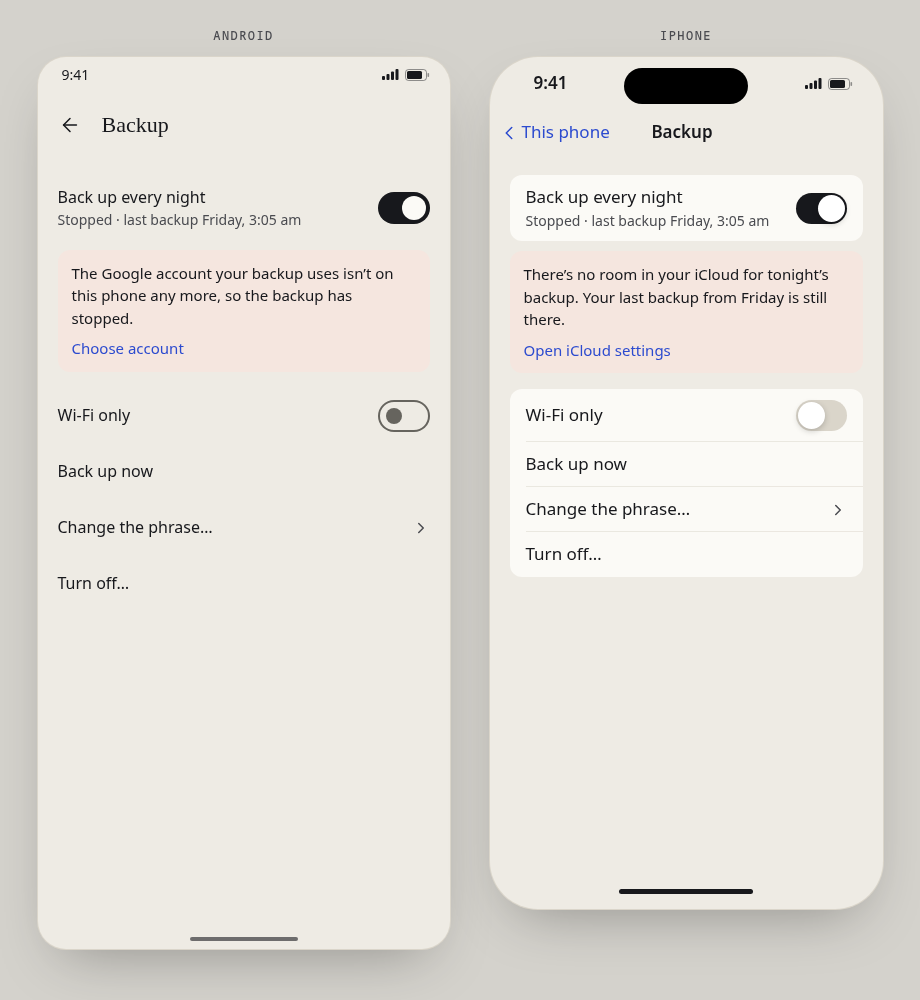 ANDROID
9:41
Backup
Back up every night
Stopped · last backup Friday, 3:05 am
The Google account your backup uses isn’t on
this phone any more, so the backup has
stopped.
Choose account
Wi-Fi only
Back up now
Change the phrase…
Turn off…
IPHONE
9:41
This phone
Backup
Back up every night
Stopped · last backup Friday, 3:05 am
There’s no room in your iCloud for tonight’s
backup. Your last backup from Friday is still
there.
Open iCloud settings
Wi-Fi only
Back up now
Change the phrase…
Turn off…